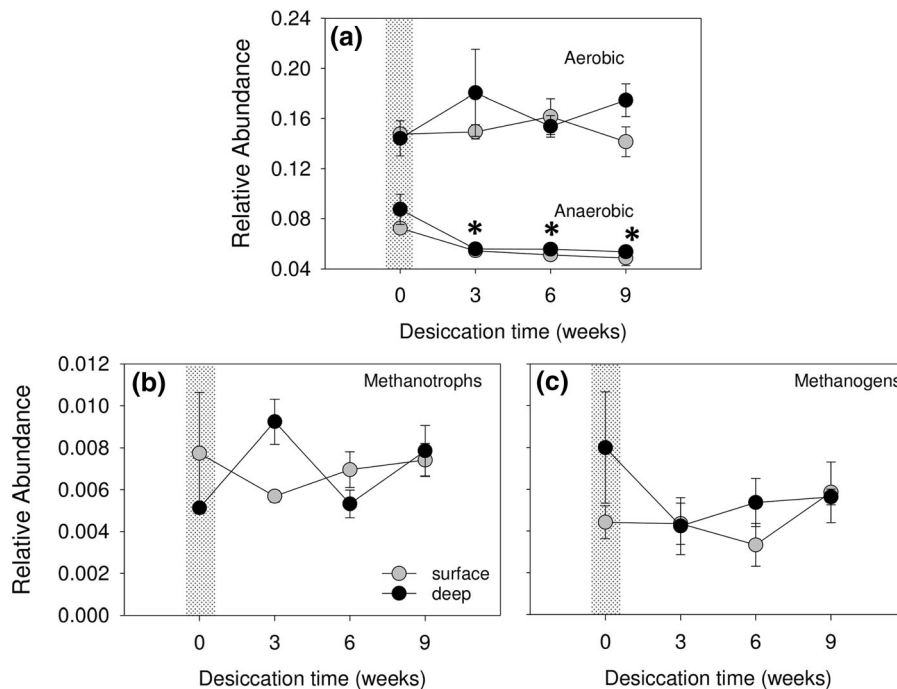 (a)
0.24
0.20
0.16
0.12
0.08
0.04
Relative Abundance
Aerobic
Anaerobic
*
*
*
0 3 6 9
Desiccation time (weeks)
(b)
0.012
0.010
0.008
0.006
0.004
0.002
0.000
Relative Abundance
Methanotrophs
surface
deep
0 3 6 9
Desiccation time (weeks)
(c)
Methanogens
0 3 6 9
Desiccation time (weeks)